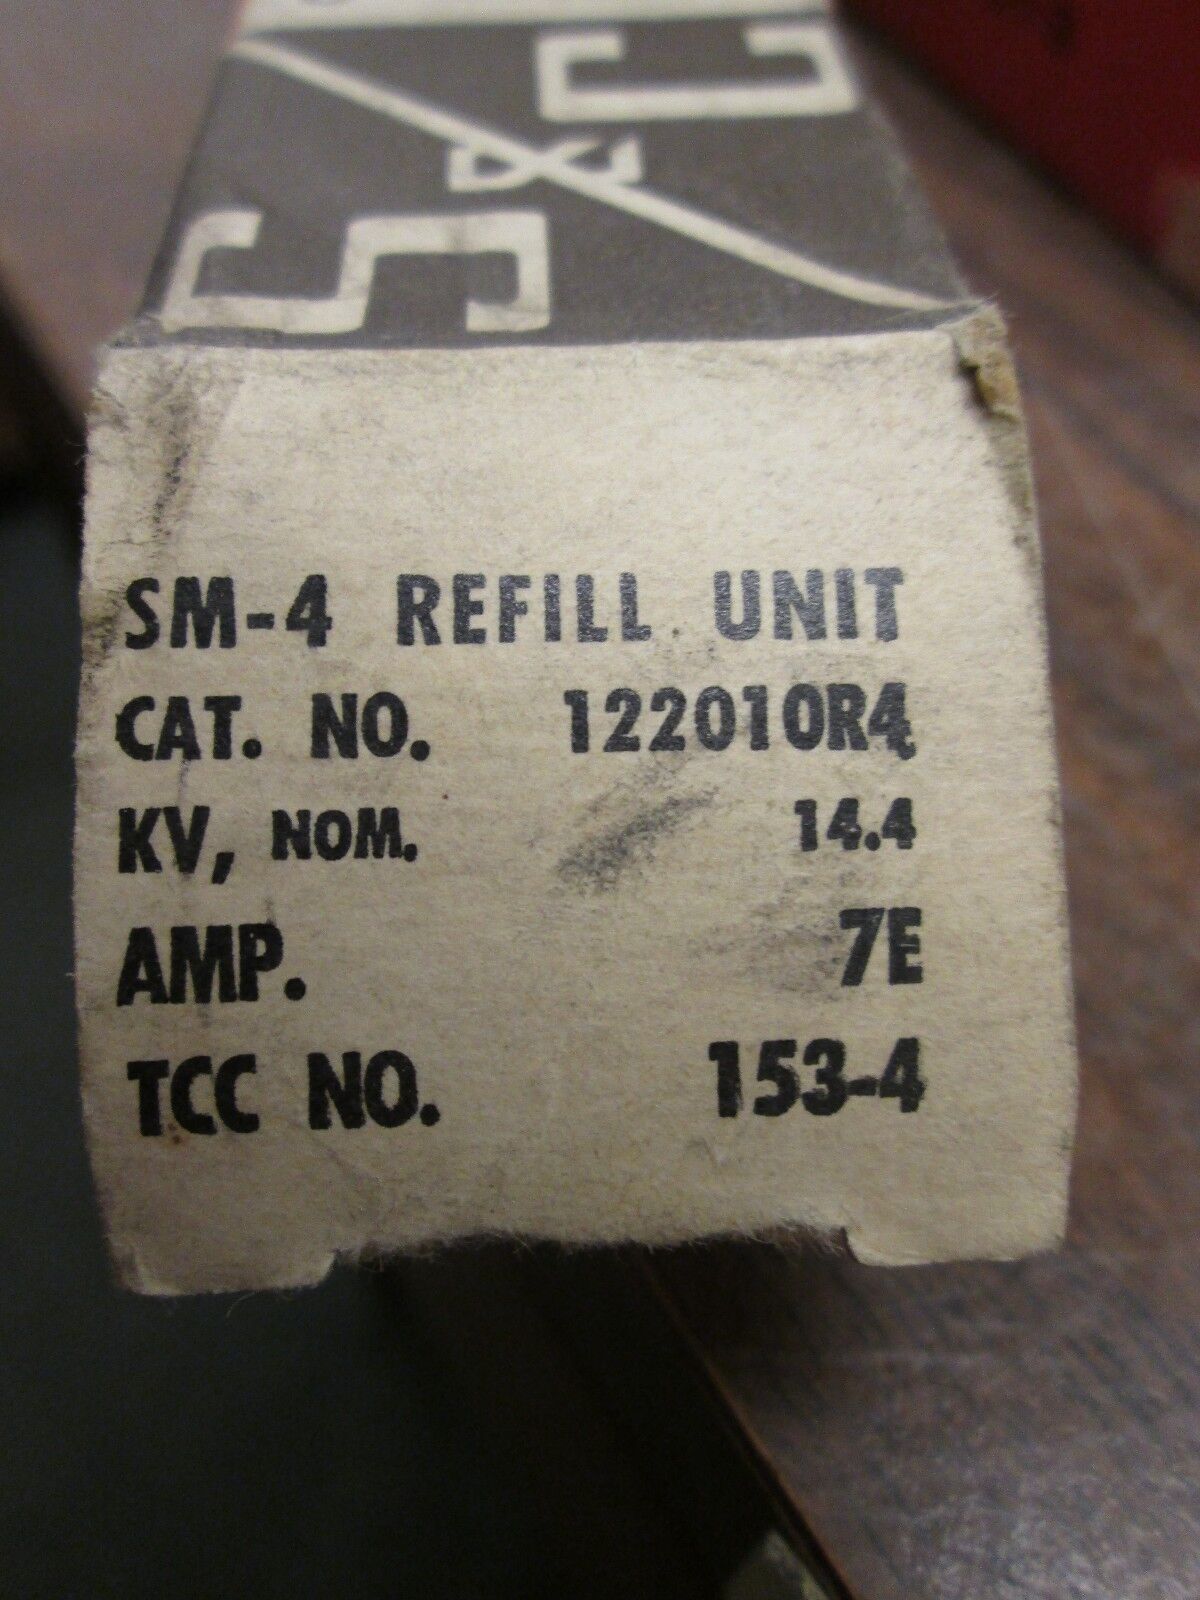 S&C
SM-4 REFILL UNIT
CAT. NO. 122010R4
KV, NOM. 14.4
AMP. 7E
TCC NO. 153-4